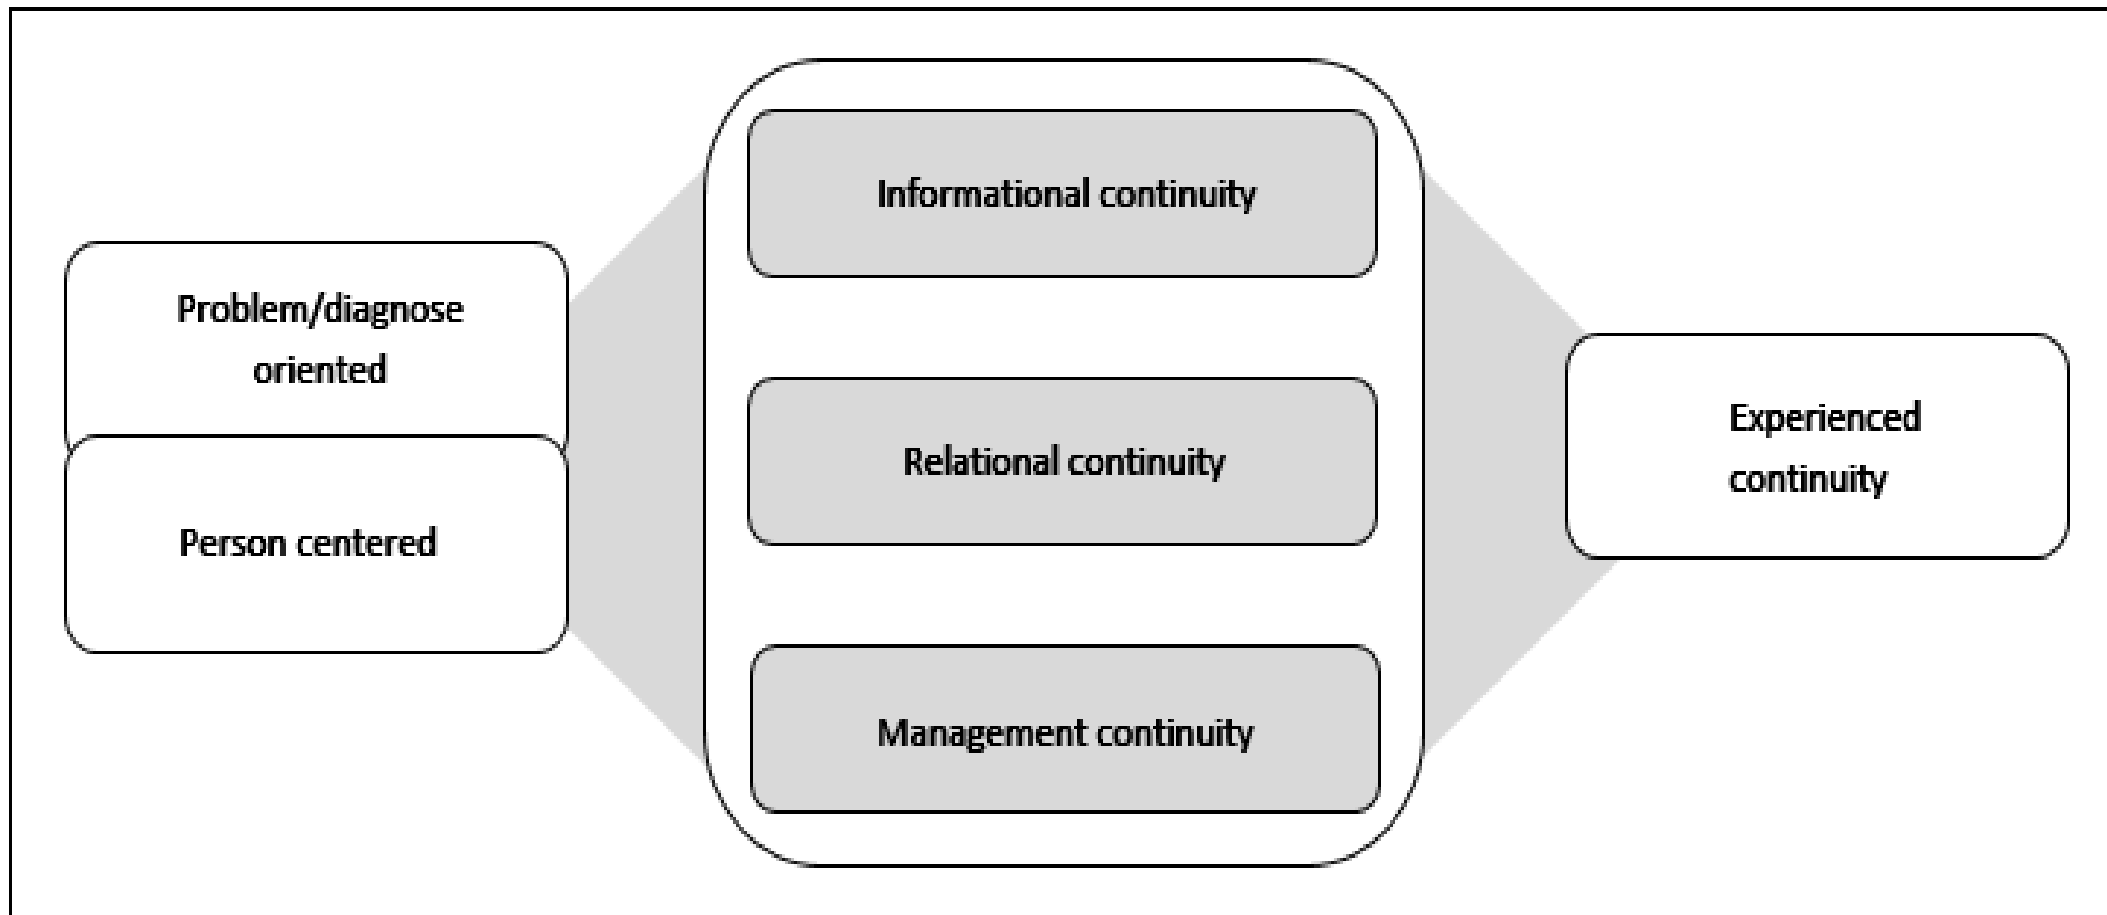 Problem/diagnose
oriented
Person centered
Informational continuity
Relational continuity
Management continuity
Experienced
continuity